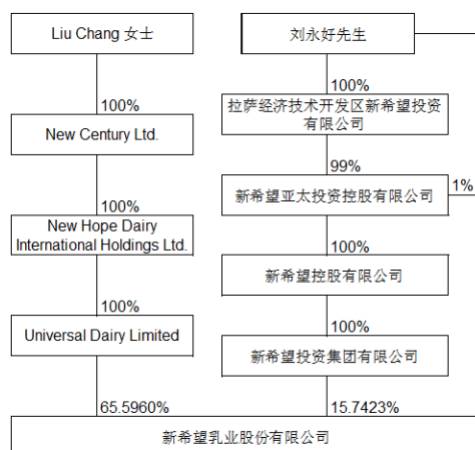 Liu Chang 女士
刘永好先生
100%
100%
New Century Ltd.
拉萨经济技术开发区新希望投资
有限公司
99%
1%
100%
新希望亚太投资控股有限公司
New Hope Dairy
International Holdings Ltd.
100%
新希望控股有限公司
100%
100%
Universal Dairy Limited
新希望投资集团有限公司
65.5960%
15.7423%
新希望乳业股份有限公司